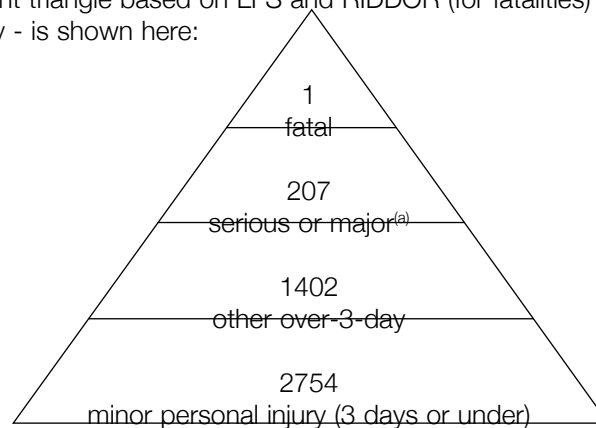 nt triangle based on LFS and RIDDOR (for fatalities)
y - is shown here:
1
fatal
207
serious or major(a)
1402
other over-3-day
2754
minor personal injury (3 days or under)